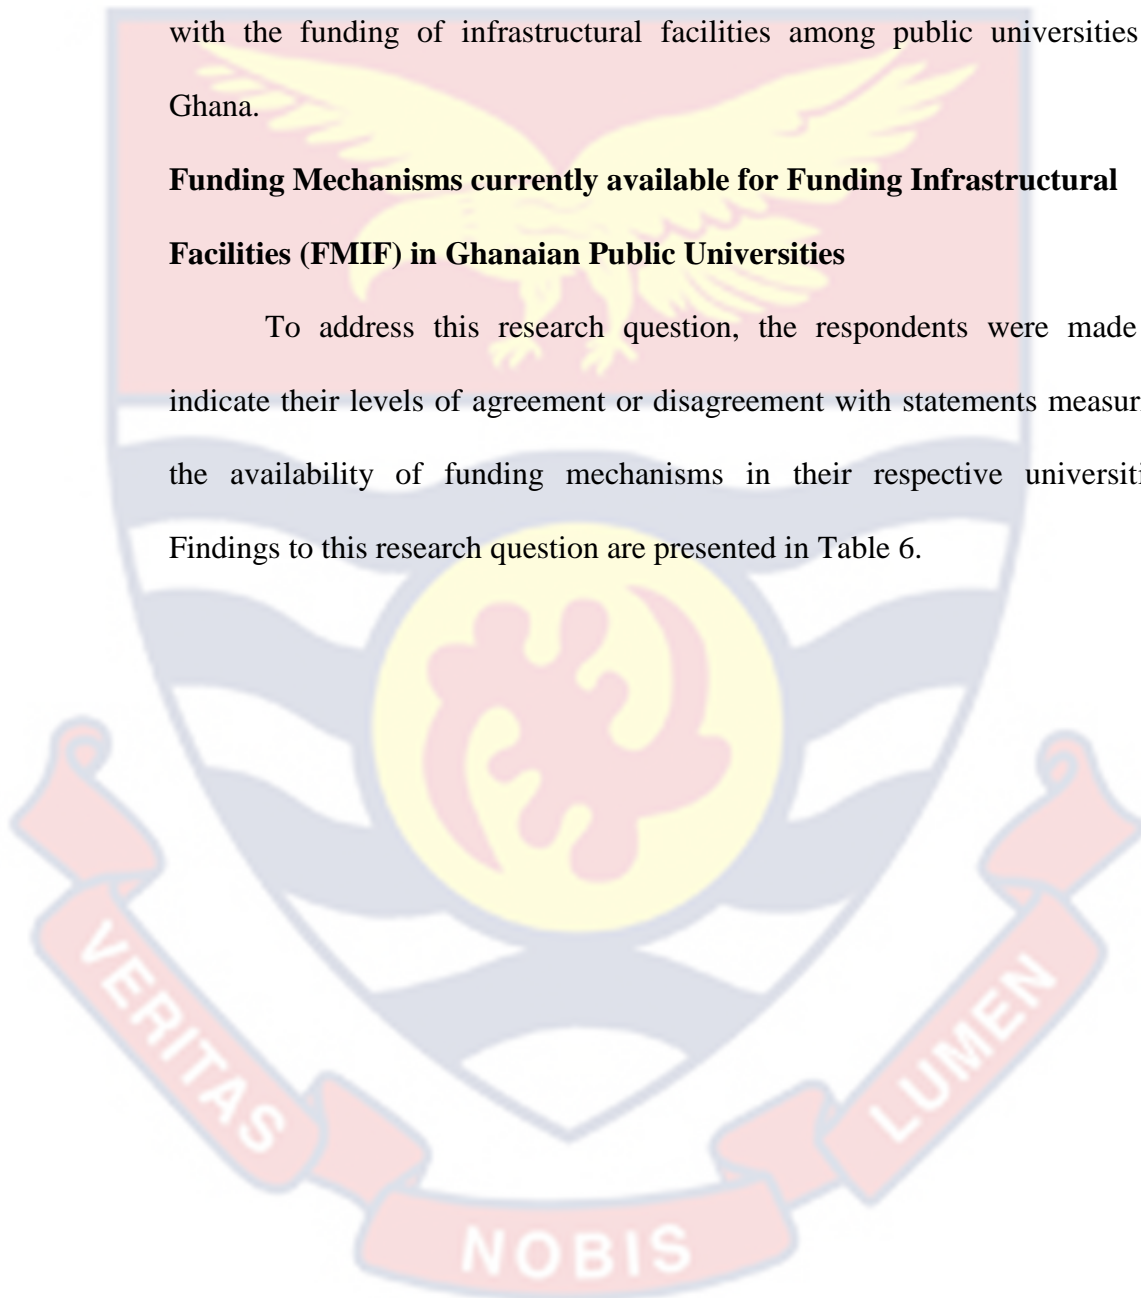 with the funding of infrastructural facilities among public universities
Ghana.
Funding Mechanisms currently available for Funding Infrastructural
Facilities (FMIF) in Ghanaian Public Universities
To address this research question, the respondents were made
indicate their levels of agreement or disagreement with statements measuri
the availability of funding mechanisms in their respective universiti
Findings to this research question are presented in Table 6.
VERITAS
NOBIS
LUMEN